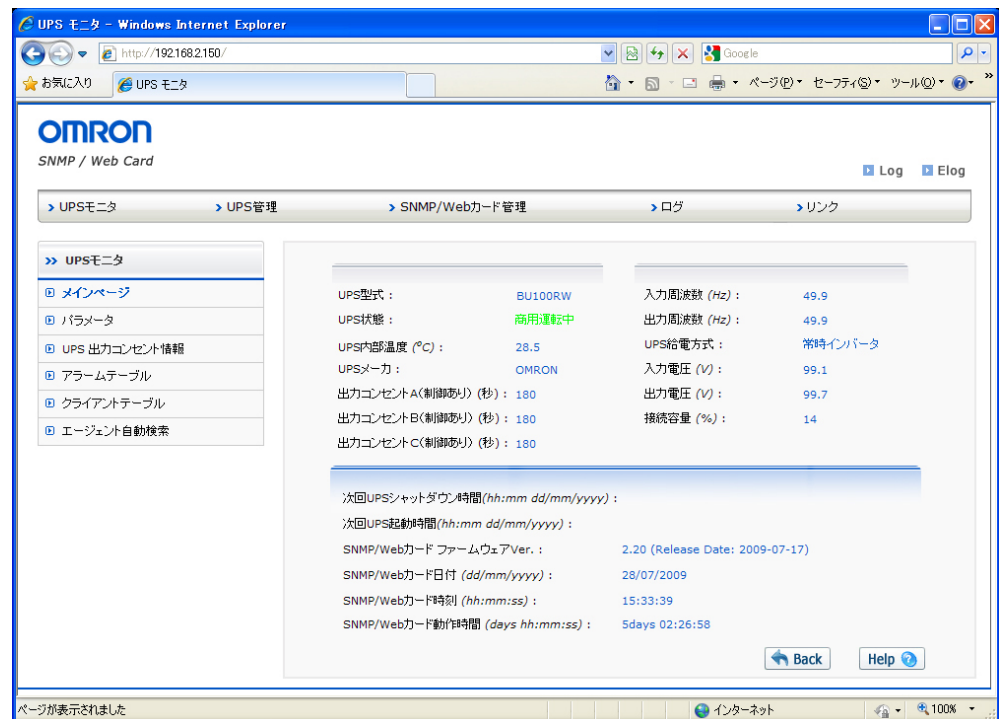 UPS モニタ - Windows Internet Explorer
http://192.168.2.150/
Google
お気に入り
UPS モニタ
ページ(P)
セーフティ(S)
ツール(O)
OMRON
SNMP / Web Card
Log
Elog
UPSモニタ
UPS管理
SNMP/Webカード管理
ログ
リンク
UPSモニタ
メインページ
パラメータ
UPS 出力コンセント情報
アラームテーブル
クライアントテーブル
エージェント自動検索
UPS型式 : BU100RW
UPS状態 : 商用運転中
UPS内部温度 (°C) : 28.5
UPSメーカ : OMRON
出力コンセントA(制御あり) (秒) : 180
出力コンセントB(制御あり) (秒) : 180
出力コンセントC(制御あり) (秒) : 180
入力周波数 (Hz) : 49.9
出力周波数 (Hz) : 49.9
UPS給電方式 : 常時インバータ
入力電圧 (V) : 99.1
出力電圧 (V) : 99.7
接続容量 (%) : 14
次回UPSシャットダウン時間(hh:mm dd/mm/yyyy) :
次回UPS起動時間(hh:mm dd/mm/yyyy) :
SNMP/Webカード ファームウェアVer. : 2.20 (Release Date: 2009-07-17)
SNMP/Webカード日付 (dd/mm/yyyy) : 28/07/2009
SNMP/Webカード時刻 (hh:mm:ss) : 15:33:39
SNMP/Webカード動作時間 (days hh:mm:ss) : 5days 02:26:58
Back
Help
ページが表示されました
インターネット
100%